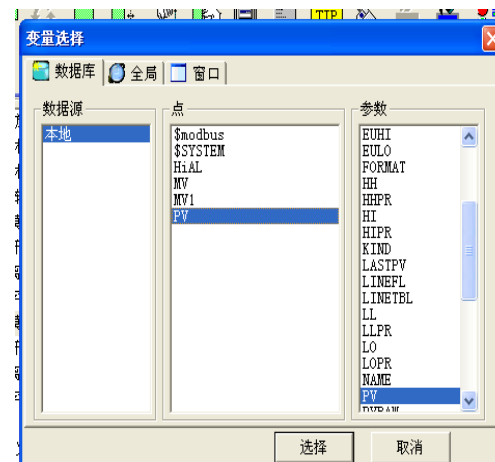 TTP
变量选择
数据库 全局 窗口
数据源
本地
点
$modbus
$SYSTEM
HiAL
MV
MV1
PV
参数
EUHI
EULO
FORMAT
HH
HHPR
HI
HIPR
KIND
LASTPV
LINEFL
LINETBL
LL
LLPR
LO
LOPR
NAME
PV
PVRAW
选择 取消